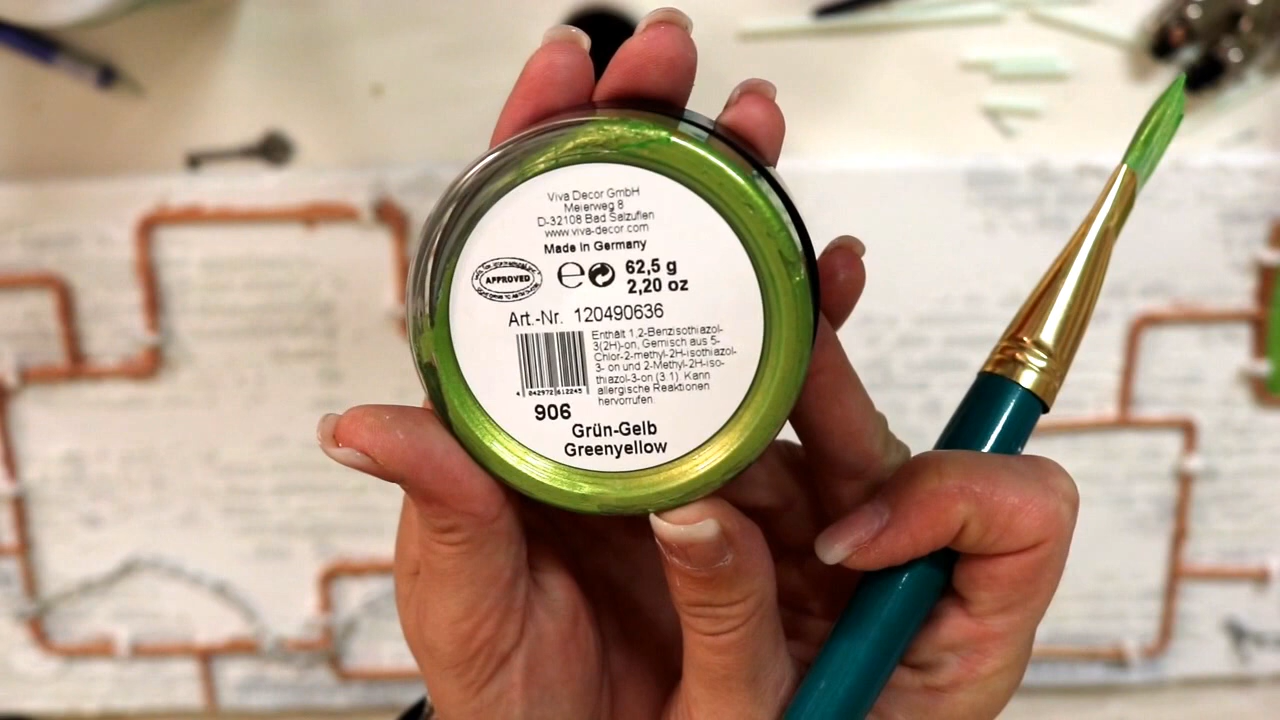 Viva Decor GmbH
Meierweg 8
D-32108 Bad Salzuflen
www.viva-decor.com
Made in Germany
APPROVED
62,5 g
2,20 oz
Art.-Nr. 120490636
Enthält 1,2-Benzisothiazol-
3(2H)-on, Gemisch aus 5-
Chlor-2-methyl-2H-isothiazol-
3- on und 2-Methyl-2H-iso-
thiazol-3-on (3:1). Kann
allergische Reaktionen
hervorrufen.
4 042972 612245
906
Grün-Gelb
Greenyellow